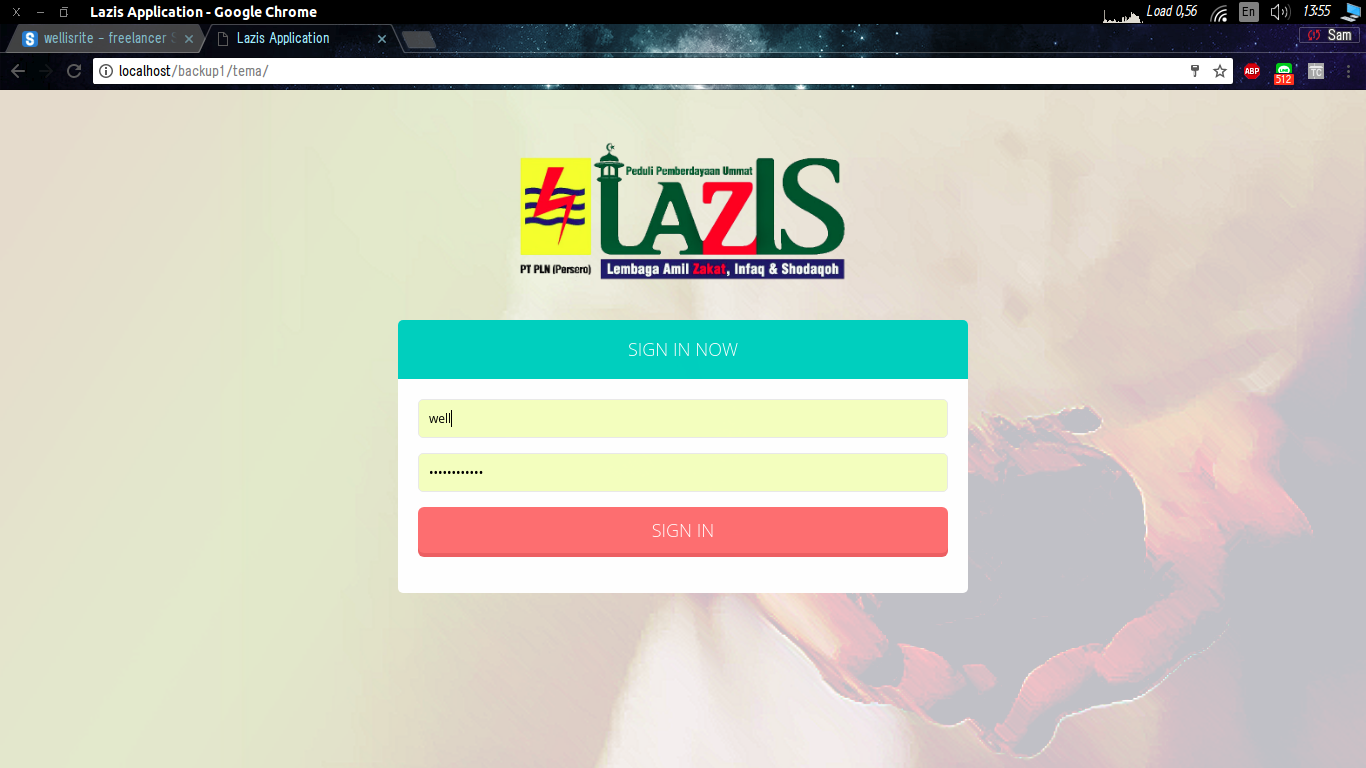 Lazis Application - Google Chrome
Load 0,56
En
13:55
wellisrite - freelancer
Lazis Application
Sam
localhost/backup1/tema/
ABP
LINE
512
TC
Peduli Pemberdayaan Ummat
LAZIS
PT PLN (Persero)
Lembaga Amil Zakat, Infaq & Shodaqoh
SIGN IN NOW
well
••••••••••••
SIGN IN